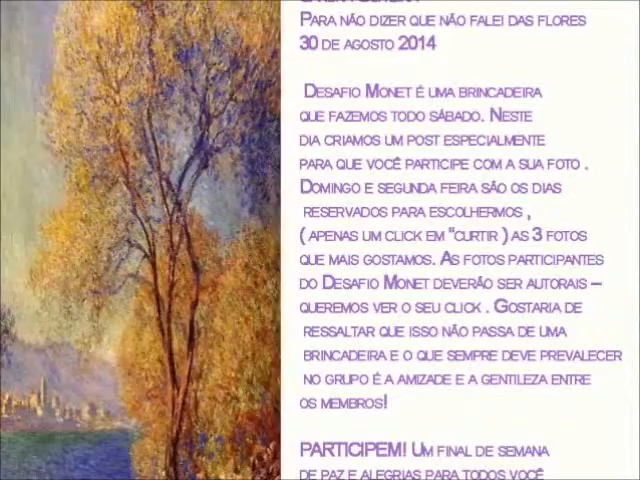 PARA NÃO DIZER QUE NÃO FALEI DAS FLORES
30 DE AGOSTO 2014
DESAFIO MONET É UMA BRINCADEIRA
QUE FAZEMOS TODO SÁBADO. NESTE
DIA CRIAMOS UM POST ESPECIALMENTE
PARA QUE VOCÊ PARTICIPE COM A SUA FOTO .
DOMINGO E SEGUNDA FEIRA SÃO OS DIAS
RESERVADOS PARA ESCOLHERMOS ,
( APENAS UM CLICK EM "CURTIR ) AS 3 FOTOS
QUE MAIS GOSTAMOS. AS FOTOS PARTICIPANTES
DO DESAFIO MONET DEVERÃO SER AUTORAIS –
QUEREMOS VER O SEU CLICK . GOSTARIA DE
RESSALTAR QUE ISSO NÃO PASSA DE UMA
BRINCADEIRA E O QUE SEMPRE DEVE PREVALECER
NO GRUPO É A AMIZADE E A GENTILEZA ENTRE
OS MEMBROS!
PARTICIPEM! UM FINAL DE SEMANA
DE PAZ E ALEGRIAS PARA TODOS VOCÊ